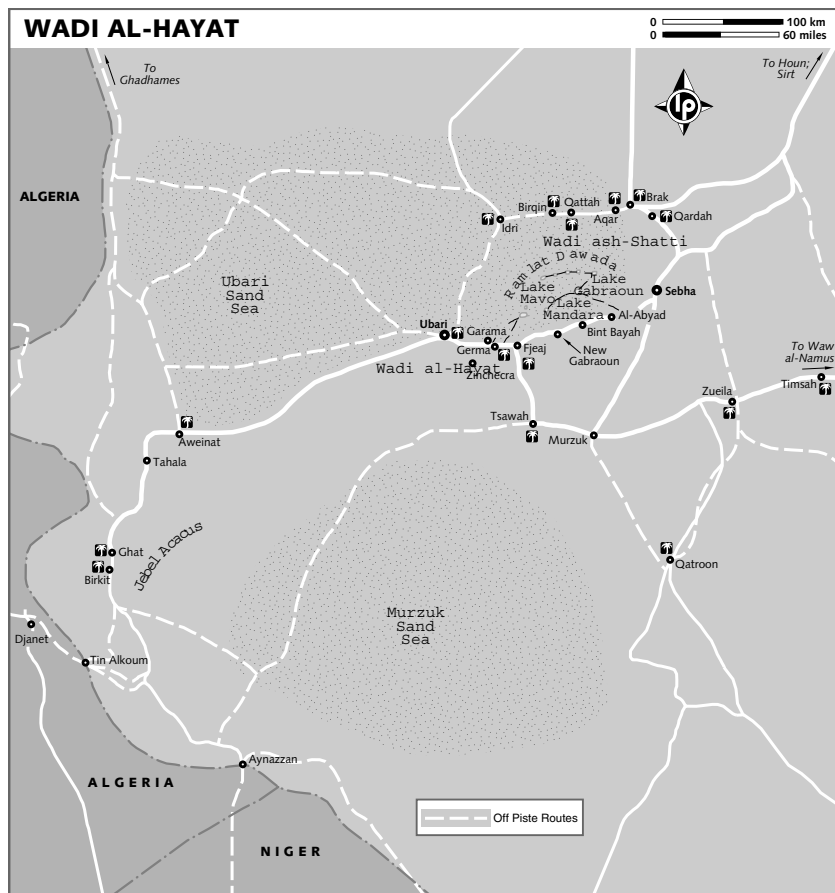 WADI AL-HAYAT
0 100 km
0 60 miles
To
Ghadhames
To Houn;
Sirt
lp
ALGERIA
Birqin
Qattah
Aqar
Brak
Qardah
Idri
Wadi ash-Shatti
Ramlat Dawada
Ubari
Sand
Sea
Lake
Mavo
Lake
Gabraoun
Lake
Mandara
Sebha
Al-Abyad
Ubari
Garama
Germa
Fjeaj
Bint Bayah
New
Gabraoun
Wadi al-Hayat
Zinchecra
To Waw
al-Namus
Timsah
Zueila
Tsawah
Murzuk
Aweinat
Tahala
Jebel Acacus
Ghat
Birkit
Qatroon
Murzuk
Sand
Sea
Djanet
Tin Alkoum
Aynazzan
ALGERIA
NIGER
Off Piste Routes